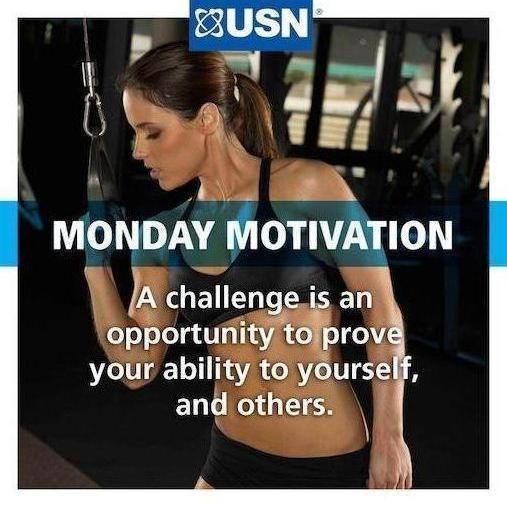 USN®
MONDAY MOTIVATION
A challenge is an
opportunity to prove
your ability to yourself,
and others.